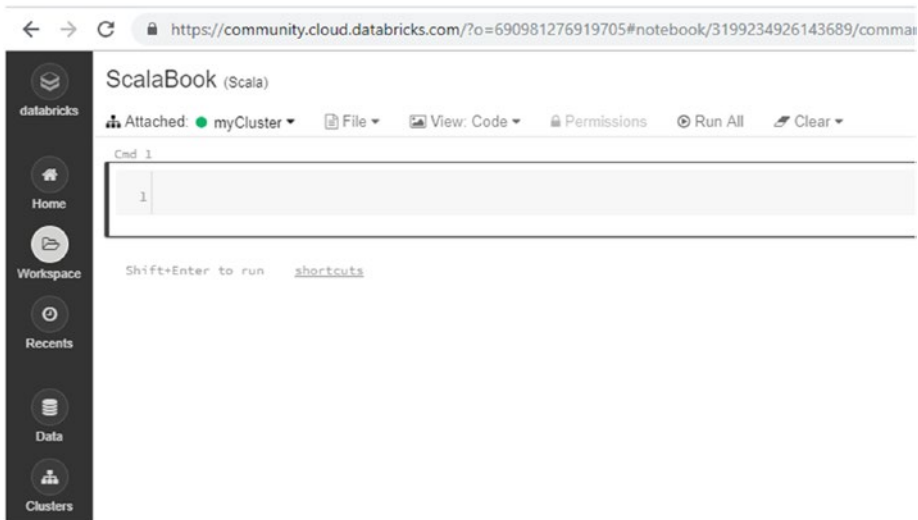 https://community.cloud.databricks.com/?o=690981276919705#notebook/3199234926143689/comma
databricks
ScalaBook (Scala)
Attached: myCluster File View: Code Permissions Run All Clear
Cmd 1
1
Home
Shift+Enter to run shortcuts
Workspace
Recents
Data
Clusters